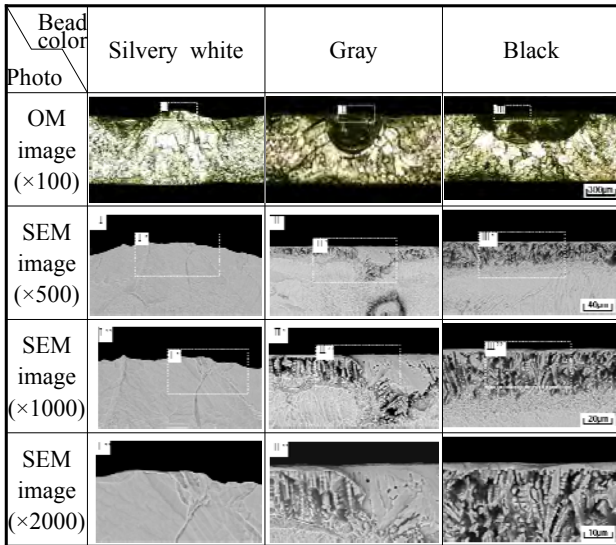 Bead
color
Photo
Silvery white
Gray
Black
OM
image
(×100)
300μm
SEM
image
(×500)
40μm
SEM
image
(×1000)
20μm
SEM
image
(×2000)
10μm